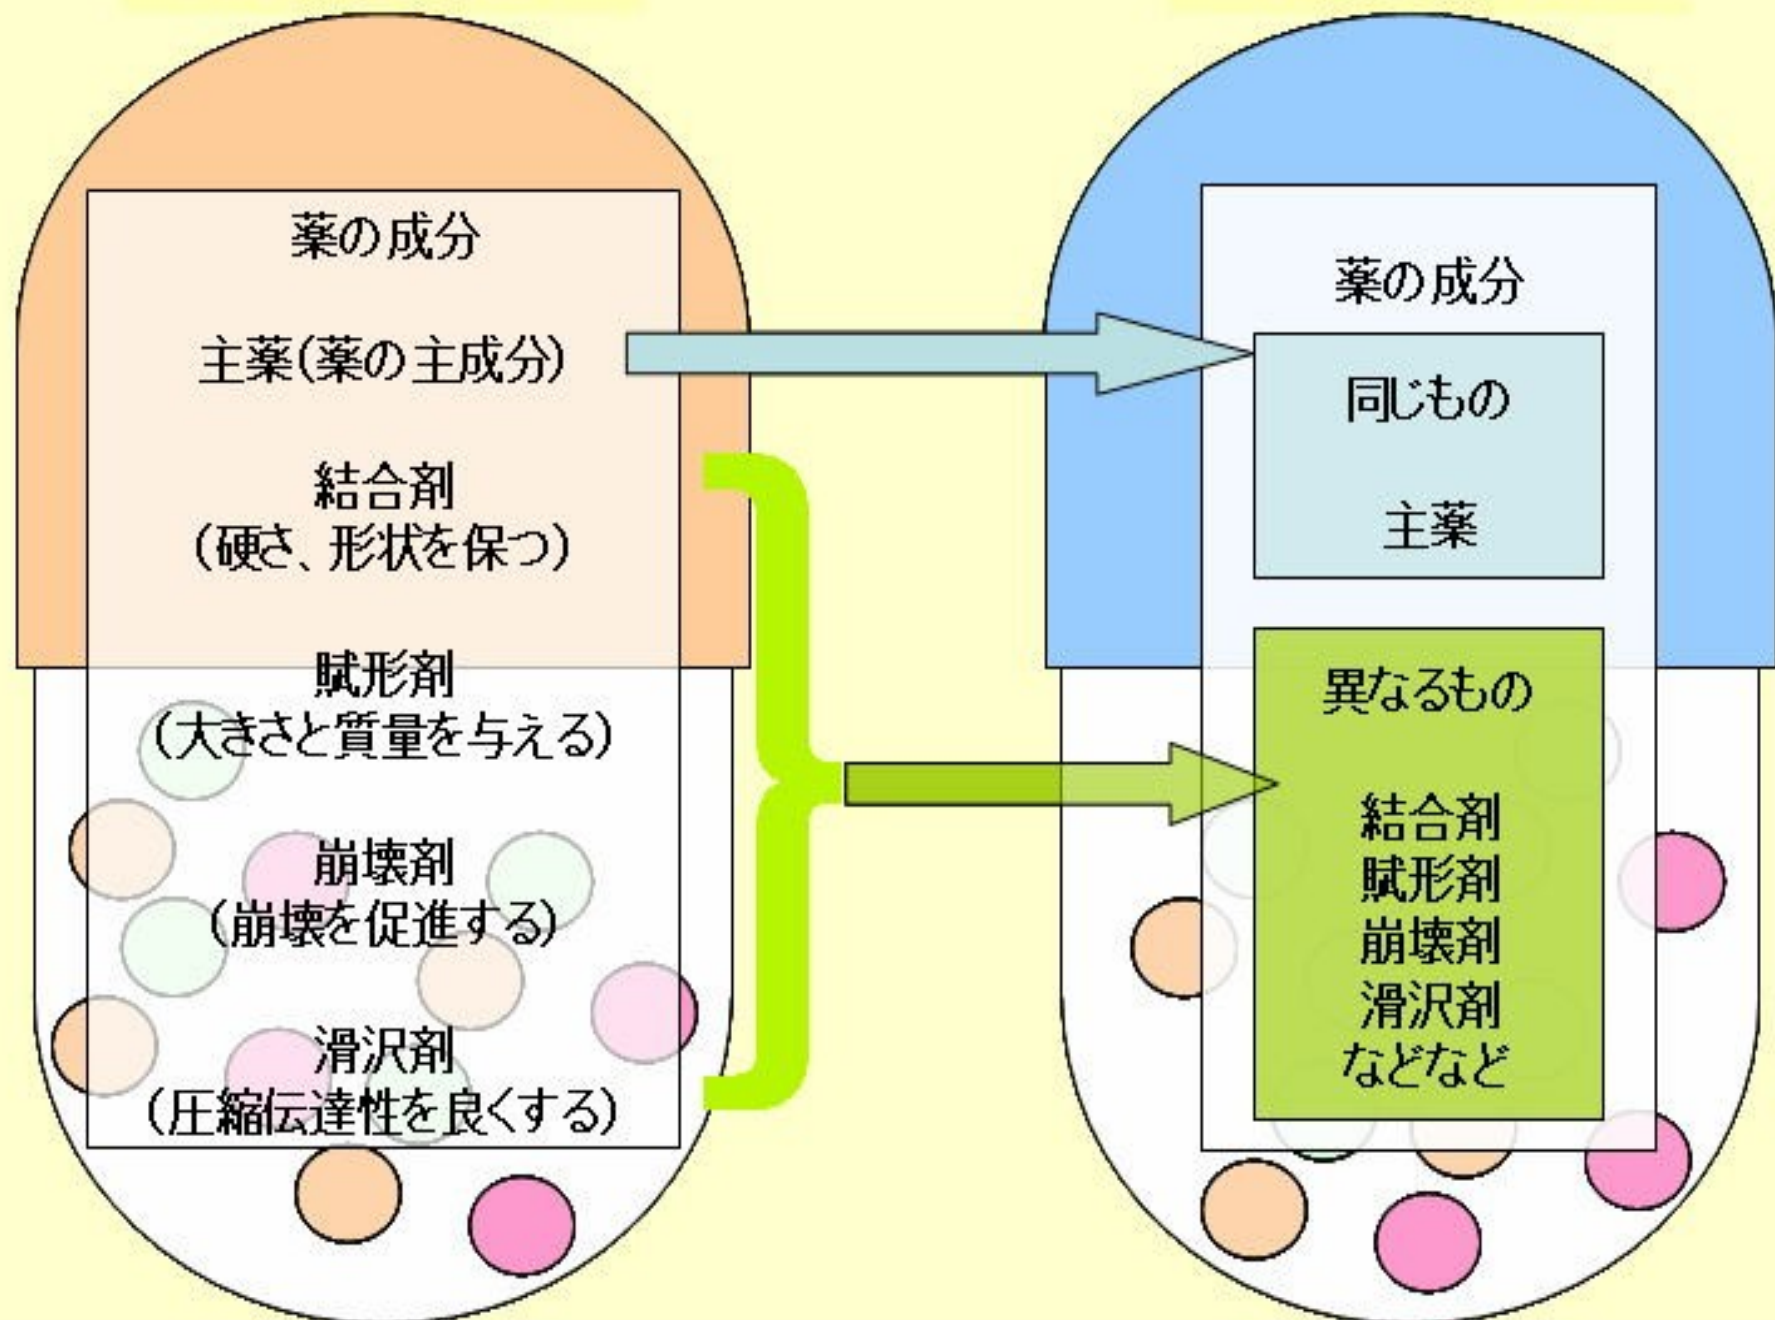 薬の成分
主薬(薬の主成分)
結合剤
(硬さ、形状を保つ)
賦形剤
(大きさと質量を与える)
崩壊剤
(崩壊を促進する)
滑沢剤
(圧縮伝達性を良くする)
薬の成分
同じもの
主薬
異なるもの
結合剤
賦形剤
崩壊剤
滑沢剤
などなど